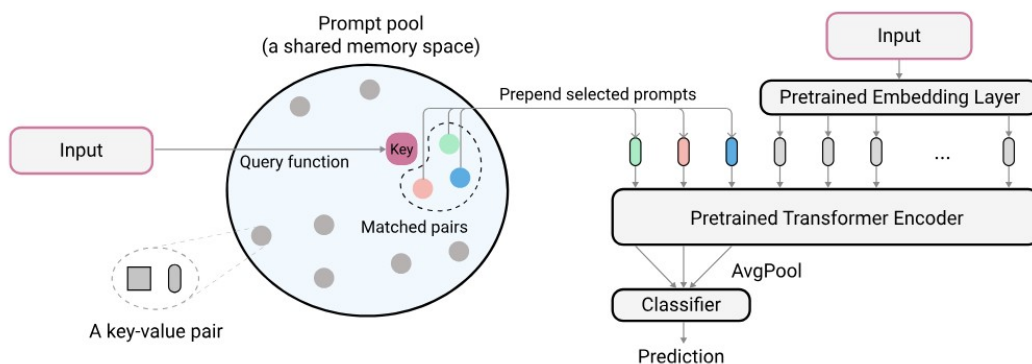 Prompt pool
(a shared memory space)
Input
Query function
Key
Matched pairs
A key-value pair
Prepend selected prompts
Input
Pretrained Embedding Layer
...
Pretrained Transformer Encoder
AvgPool
Classifier
Prediction